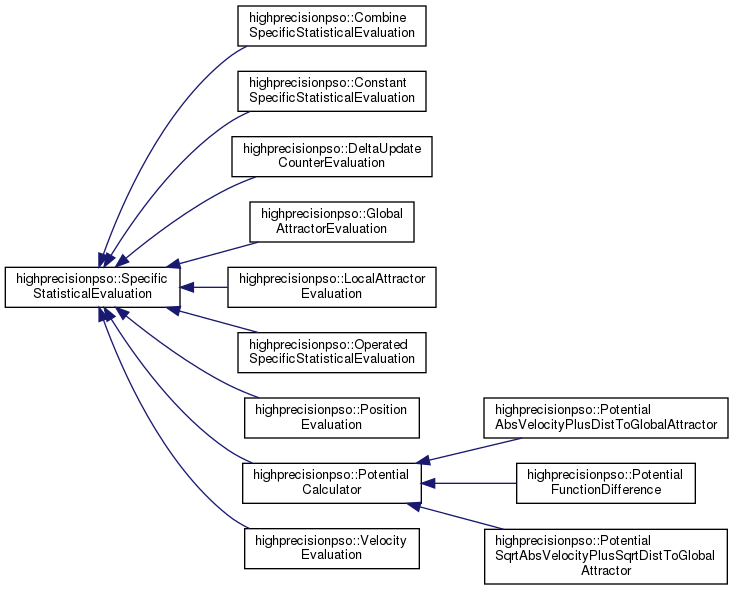 highprecisionpso::Combine
SpecificStatisticalEvaluation
highprecisionpso::Constant
SpecificStatisticalEvaluation
highprecisionpso::DeltaUpdate
CounterEvaluation
highprecisionpso::Global
AttractorEvaluation
highprecisionpso::Specific
StatisticalEvaluation
highprecisionpso::LocalAttractor
Evaluation
highprecisionpso::Operated
SpecificStatisticalEvaluation
highprecisionpso::Position
Evaluation
highprecisionpso::Potential
Calculator
highprecisionpso::Velocity
Evaluation
highprecisionpso::Potential
AbsVelocityPlusDistToGlobalAttractor
highprecisionpso::Potential
FunctionDifference
highprecisionpso::Potential
SqrtAbsVelocityPlusSqrtDistToGlobal
Attractor